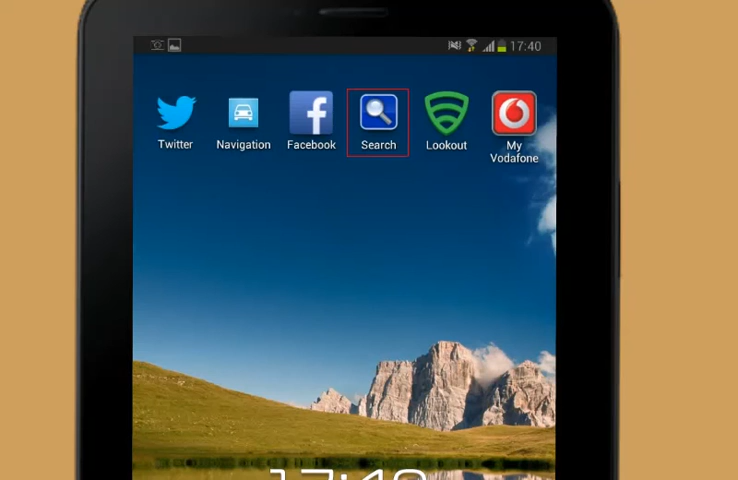 17:40
Twitter
Navigation
Facebook
Search
Lookout
My
Vodafone